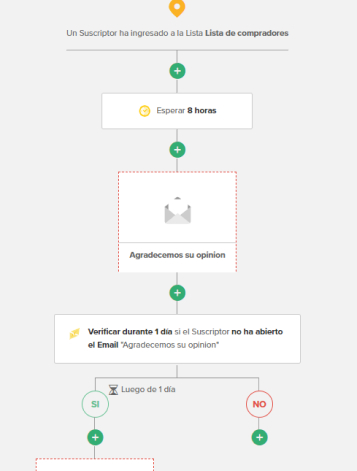 Un Suscriptor ha ingresado a la Lista Lista de compradores
Esperar 8 horas
Agradecemos su opinion
Verificar durante 1 día si el Suscriptor no ha abierto
el Email "Agradecemos su opinion"
Luego de 1 día
SI
NO